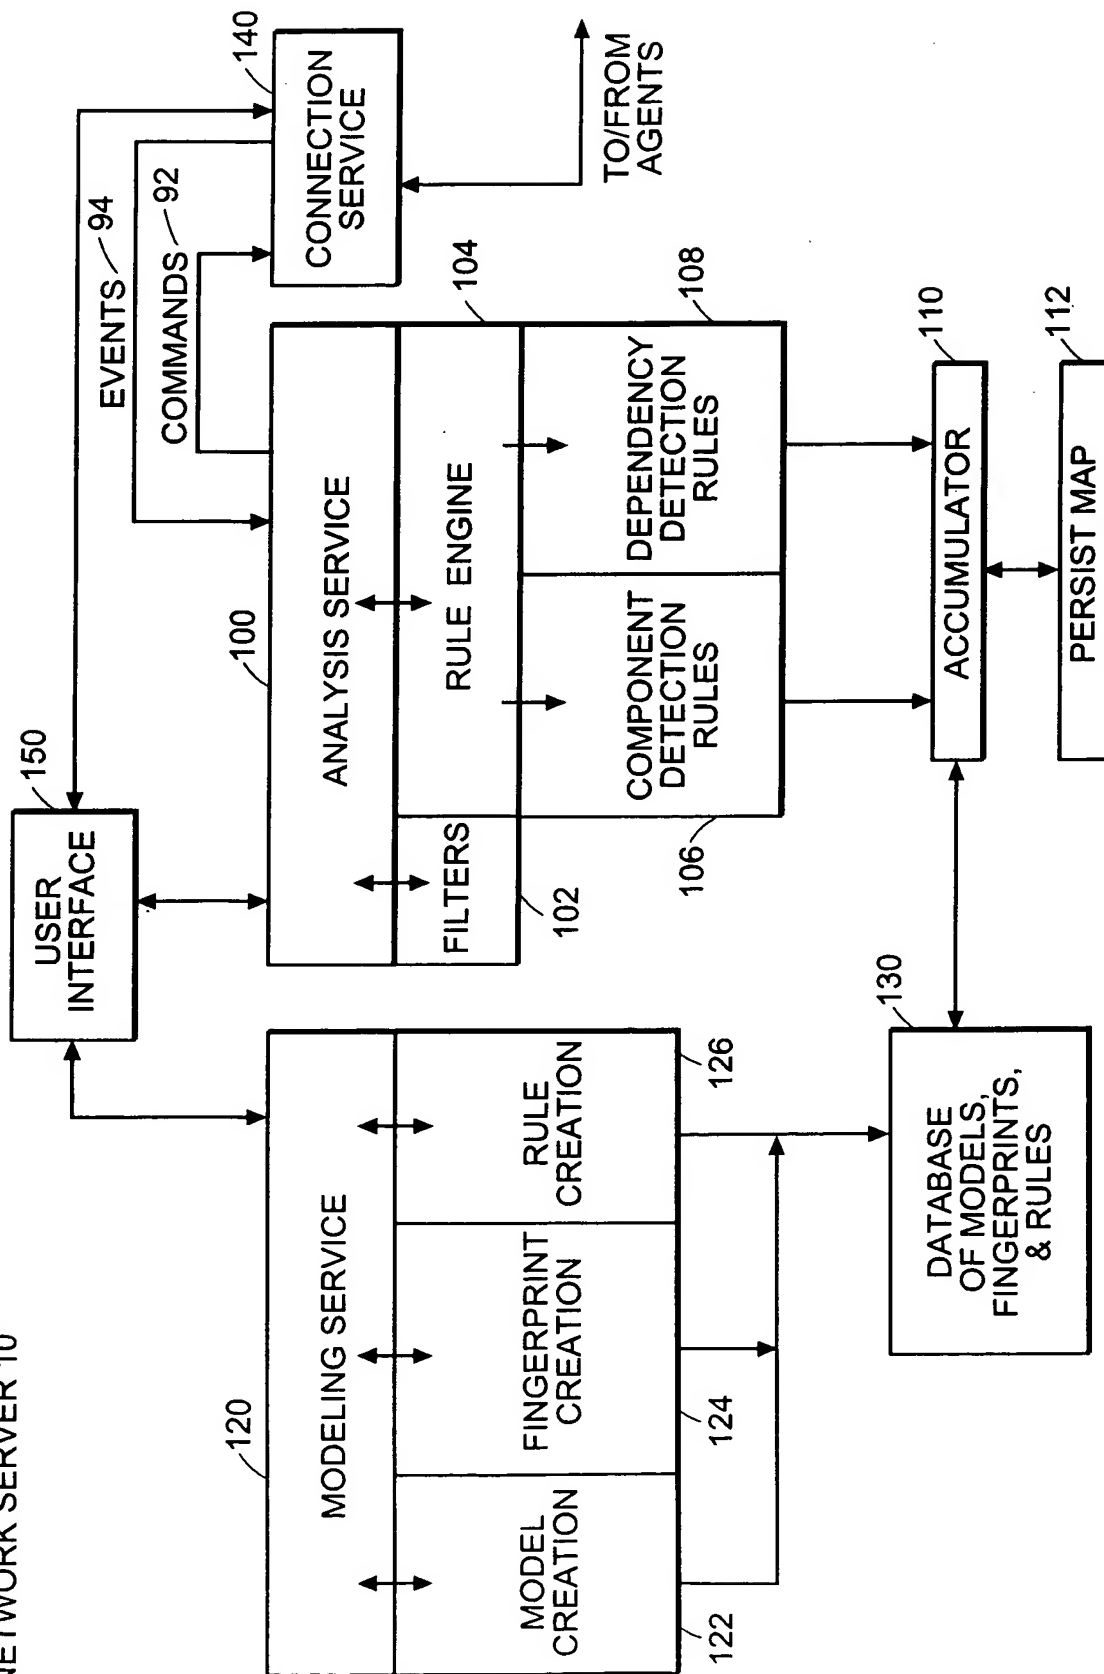 NETWORK SERVER 10
150
USER
INTERFACE
EVENTS 94
COMMANDS 92
140
CONNECTION
SERVICE
TO/FROM
AGENTS
120
MODELING SERVICE
MODEL
CREATION
122
FINGERPRINT
CREATION
124
RULE
CREATION
126
100
ANALYSIS SERVICE
FILTERS
102
RULE ENGINE
104
COMPONENT
DETECTION
RULES
106
DEPENDENCY
DETECTION
RULES
108
130
DATABASE
OF MODELS,
FINGERPRINTS,
& RULES
110
ACCUMULATOR
112
PERSIST MAP